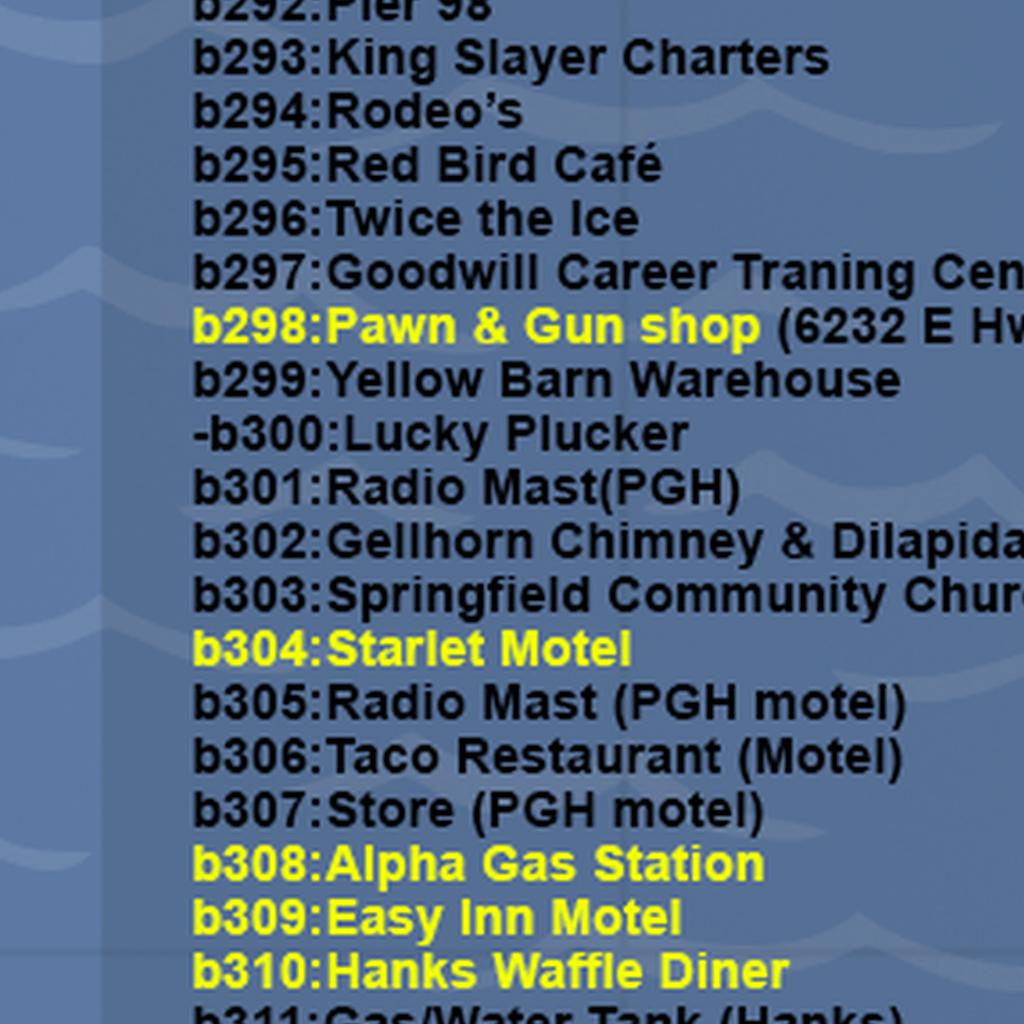 b292:Pier 98
b293:King Slayer Charters
b294:Rodeo’s
b295:Red Bird Café
b296:Twice the Ice
b297:Goodwill Career Traning Cen
b298:Pawn & Gun shop (6232 E Hw
b299:Yellow Barn Warehouse
-b300:Lucky Plucker
b301:Radio Mast(PGH)
b302:Gellhorn Chimney & Dilapida
b303:Springfield Community Churc
b304:Starlet Motel
b305:Radio Mast (PGH motel)
b306:Taco Restaurant (Motel)
b307:Store (PGH motel)
b308:Alpha Gas Station
b309:Easy Inn Motel
b310:Hanks Waffle Diner
b311:Gas/Water Tank (Hanks)